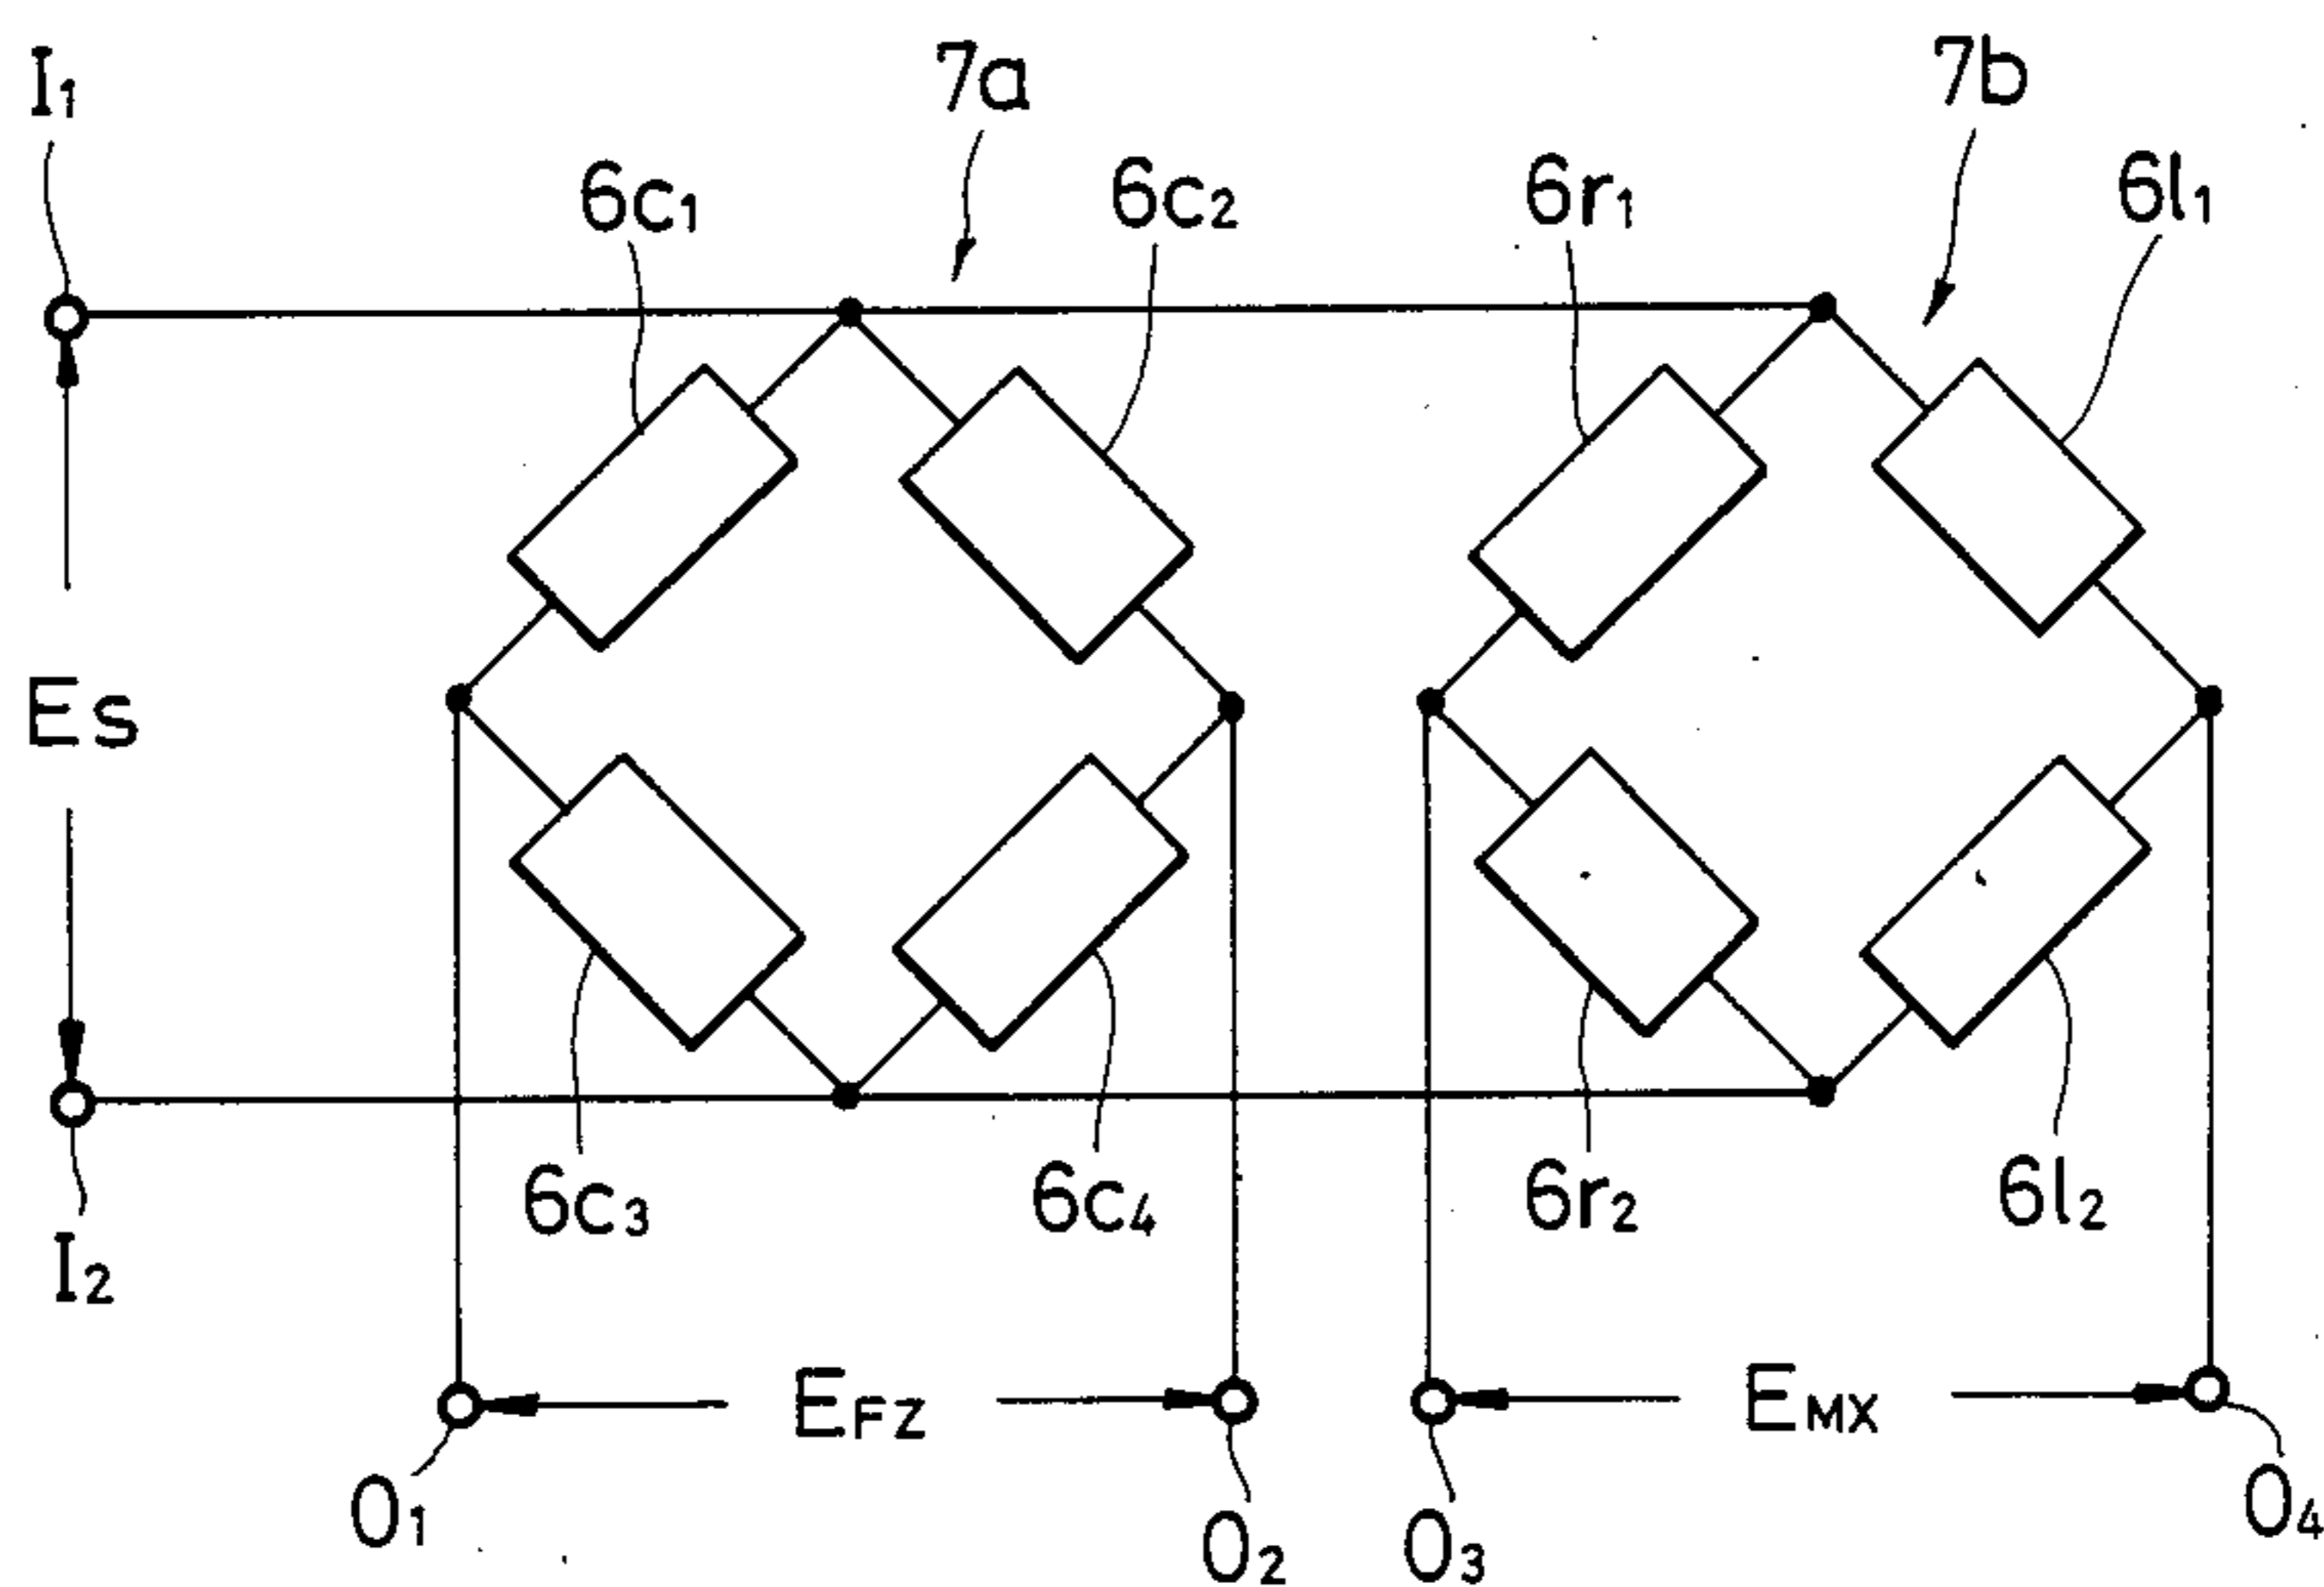 I1
7a
7b
6c1
6c2
6r1
6l1
Es
6c3
6c4
6r2
6l2
I2
EFZ
EMX
O1
O2
O3
O4